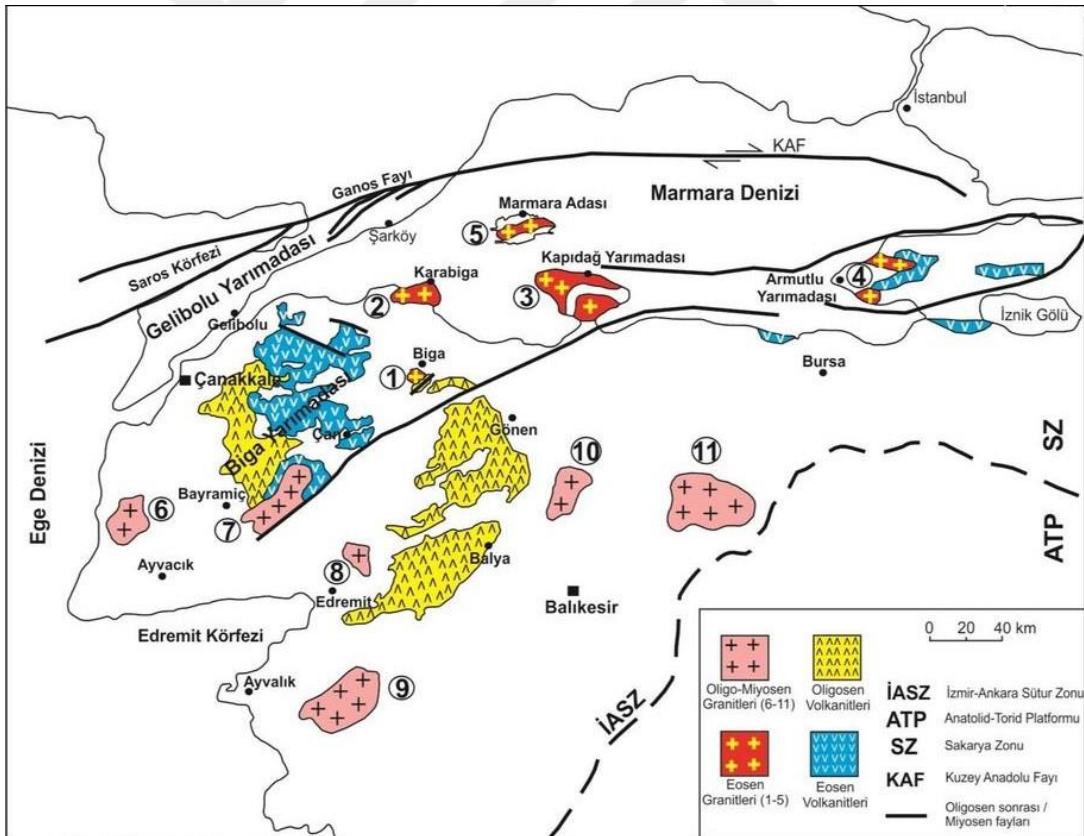 İstanbul
KAF
Ganos Fayı
Marmara Denizi
Marmara Adası
5
Şarköy
Saros Körfezi
Gelibolu Yarımadası
Kapıdağ Yarımadası
Karabiga
2
3
4
Armutlu
Yarımadası
İznik Gölü
Gelibolu
Biga
1
Bursa
Çanakkale
Biga Yarımadası
Çan
Gönen
SZ
ATP
Ege Denizi
10
11
6
Bayramiç
7
Ayvacık
8
Edremit
Balya
Balıkesir
Edremit Körfezi
Ayvalık
9
İASZ
0 20 40 km
Oligo-Miyosen
Granitleri (6-11)
Oligosen
Volkanitleri
Eosen
Granitleri (1-5)
Eosen
Volkanitleri
İASZ İzmir-Ankara Sütur Zonu
ATP Anatolid-Torid Platformu
SZ Sakarya Zonu
KAF Kuzey Anadolu Fayı
Oligosen sonrası /
Miyosen fayları